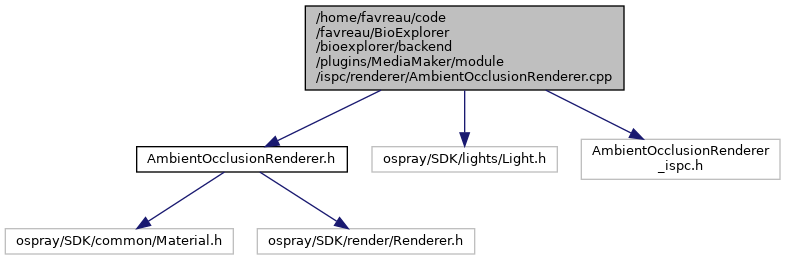 /home/favreau/code
/favreau/BioExplorer
/bioexplorer/backend
/plugins/MediaMaker/module
/ispc/renderer/AmbientOcclusionRenderer.cpp
AmbientOcclusionRenderer.h
ospray/SDK/lights/Light.h
AmbientOcclusionRenderer
_ispc.h
ospray/SDK/common/Material.h
ospray/SDK/render/Renderer.h